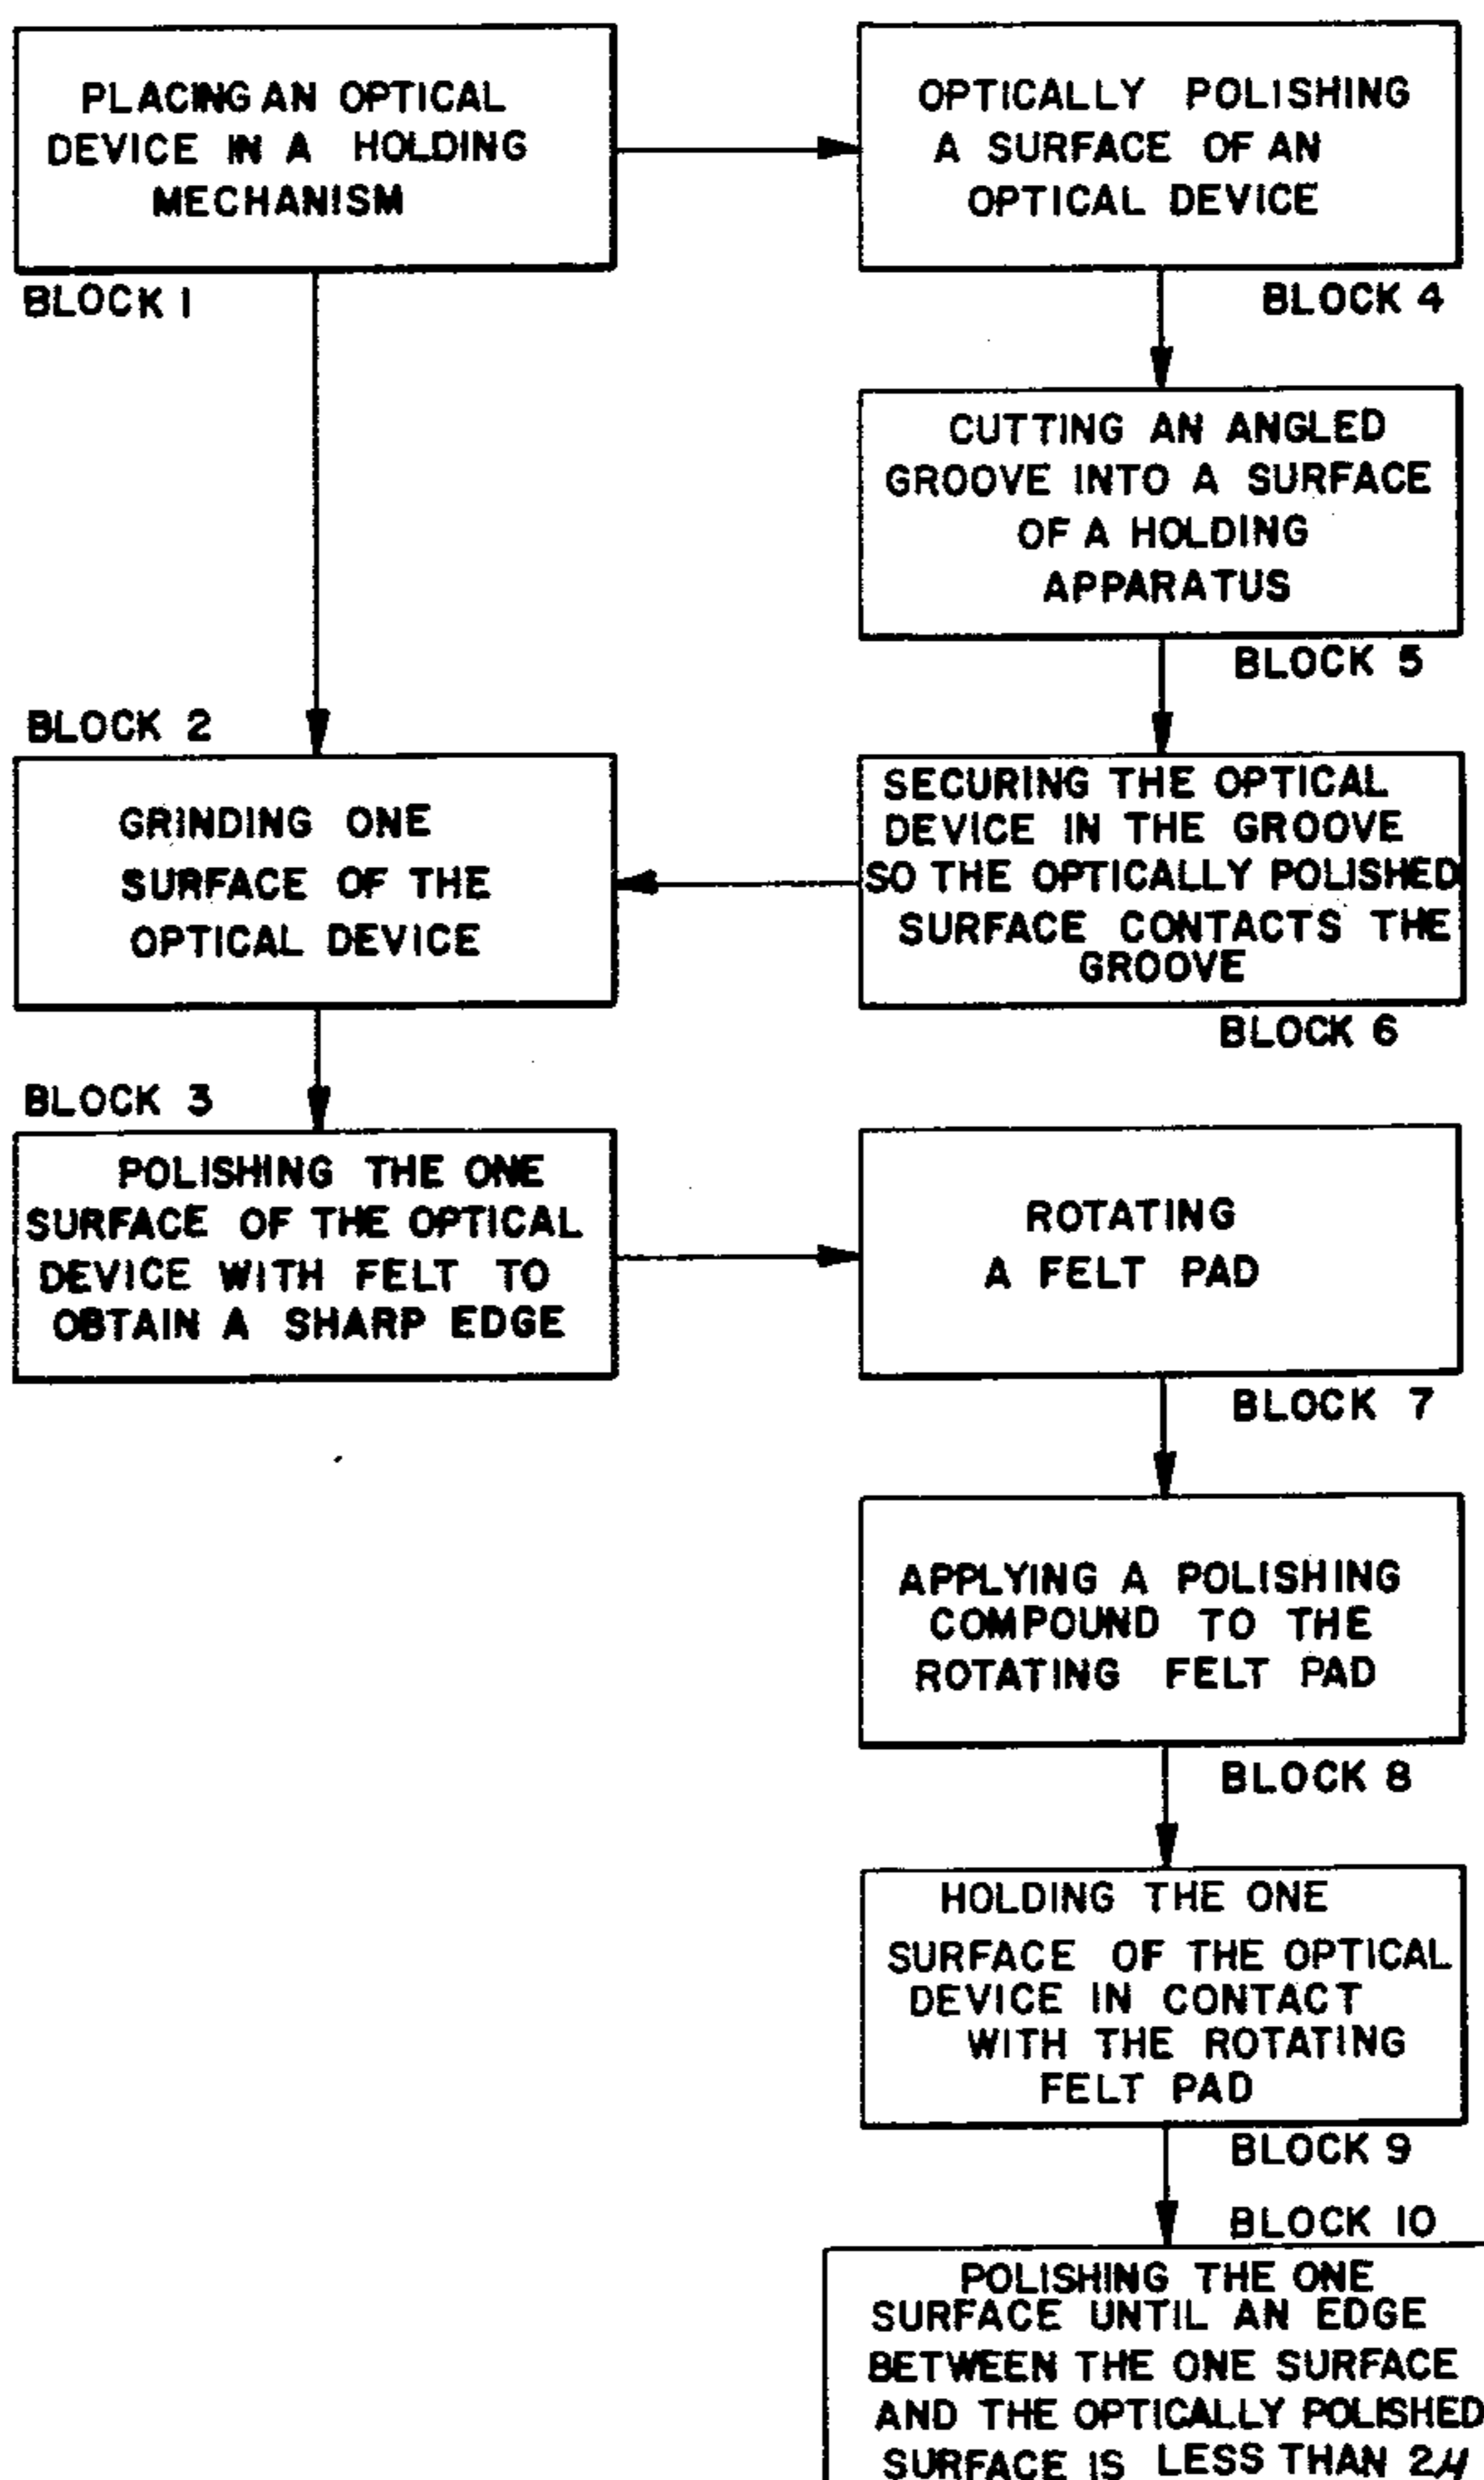 PLACING AN OPTICAL
DEVICE IN A HOLDING
MECHANISM
BLOCK 1
OPTICALLY POLISHING
A SURFACE OF AN
OPTICAL DEVICE
BLOCK 4
CUTTING AN ANGLED
GROOVE INTO A SURFACE
OF A HOLDING
APPARATUS
BLOCK 5
BLOCK 2
GRINDING ONE
SURFACE OF THE
OPTICAL DEVICE
SECURING THE OPTICAL
DEVICE IN THE GROOVE
SO THE OPTICALLY POLISHED
SURFACE CONTACTS THE
GROOVE
BLOCK 6
BLOCK 3
POLISHING THE ONE
SURFACE OF THE OPTICAL
DEVICE WITH FELT TO
OBTAIN A SHARP EDGE
ROTATING
A FELT PAD
BLOCK 7
APPLYING A POLISHING
COMPOUND TO THE
ROTATING FELT PAD
BLOCK 8
HOLDING THE ONE
SURFACE OF THE OPTICAL
DEVICE IN CONTACT
WITH THE ROTATING
FELT PAD
BLOCK 9
BLOCK 10
POLISHING THE ONE
SURFACE UNTIL AN EDGE
BETWEEN THE ONE SURFACE
AND THE OPTICALLY POLISHED
SURFACE IS LESS THAN 2μ